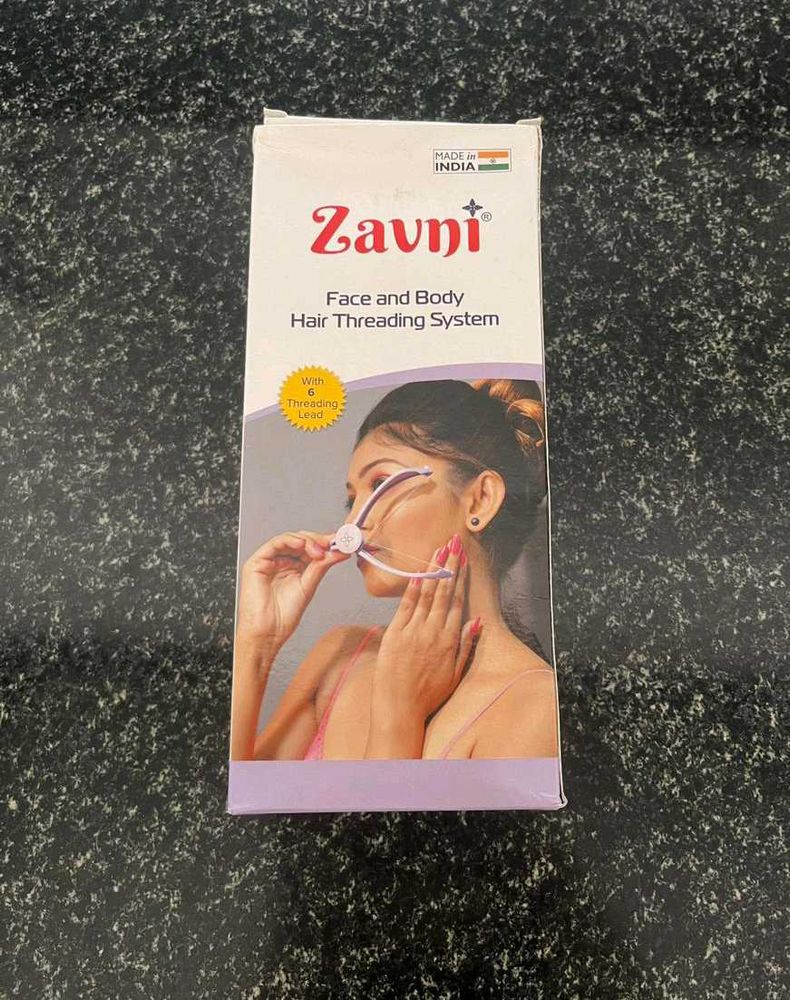 MADE in
INDIA
Zavni®
Face and Body
Hair Threading System
With
6
Threading
Lead